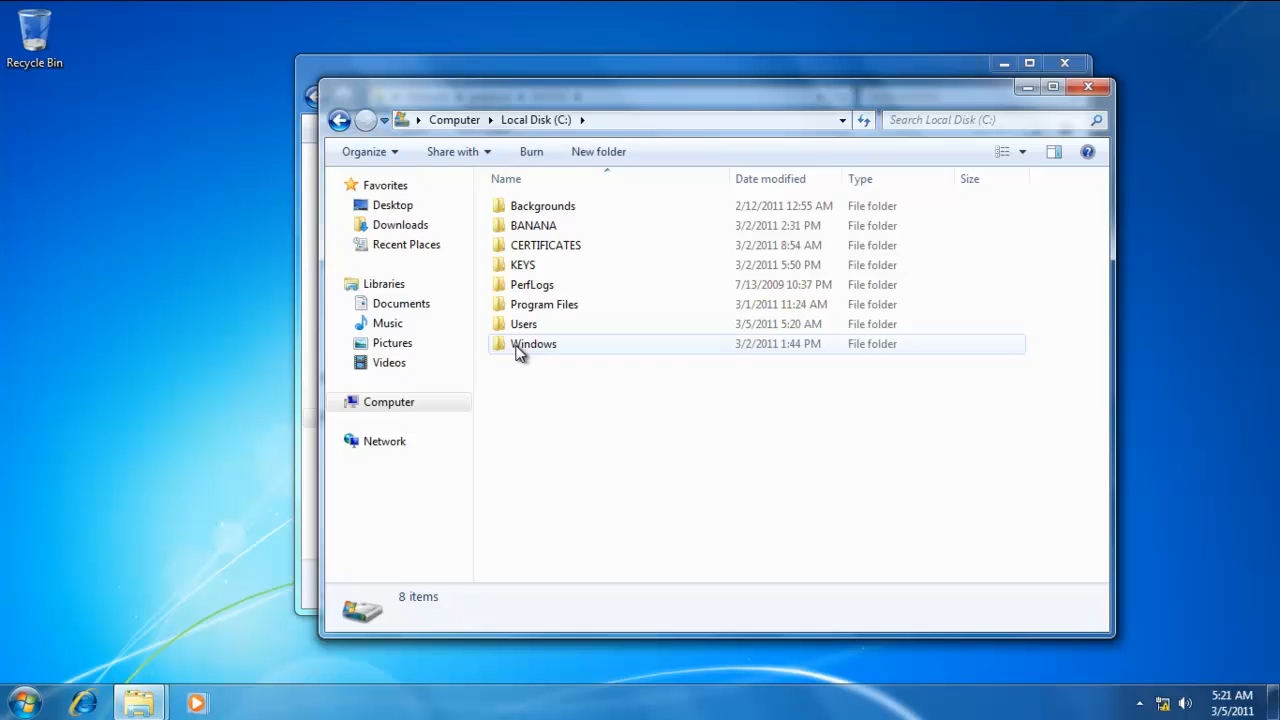 Recycle Bin
Computer Local Disk (C:) Search Local Disk (C:)
Organize Share with Burn New folder
Name Date modified Type Size
Favorites
Desktop
Downloads
Recent Places
Libraries
Documents
Music
Pictures
Videos
Computer
Network
Backgrounds 2/12/2011 12:55 AM File folder
BANANA 3/2/2011 2:31 PM File folder
CERTIFICATES 3/2/2011 8:54 AM File folder
KEYS 3/2/2011 5:50 PM File folder
PerfLogs 7/13/2009 10:37 PM File folder
Program Files 3/1/2011 11:24 AM File folder
Users 3/5/2011 5:20 AM File folder
Windows 3/2/2011 1:44 PM File folder
8 items
5:21 AM
3/5/2011